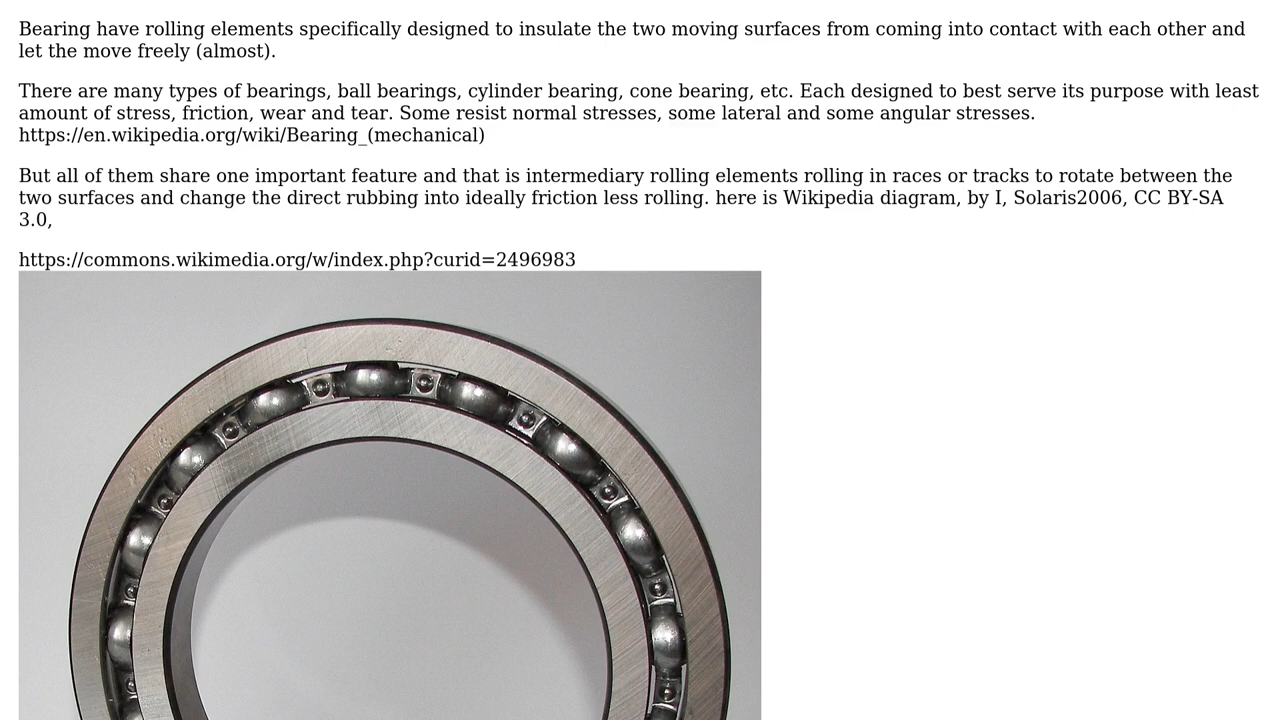 Bearing have rolling elements specifically designed to insulate the two moving surfaces from coming into contact with each other and
let the move freely (almost).
There are many types of bearings, ball bearings, cylinder bearing, cone bearing, etc. Each designed to best serve its purpose with least
amount of stress, friction, wear and tear. Some resist normal stresses, some lateral and some angular stresses.
https://en.wikipedia.org/wiki/Bearing_(mechanical)
But all of them share one important feature and that is intermediary rolling elements rolling in races or tracks to rotate between the
two surfaces and change the direct rubbing into ideally friction less rolling. here is Wikipedia diagram, by I, Solaris2006, CC BY-SA
3.0,
https://commons.wikimedia.org/w/index.php?curid=2496983